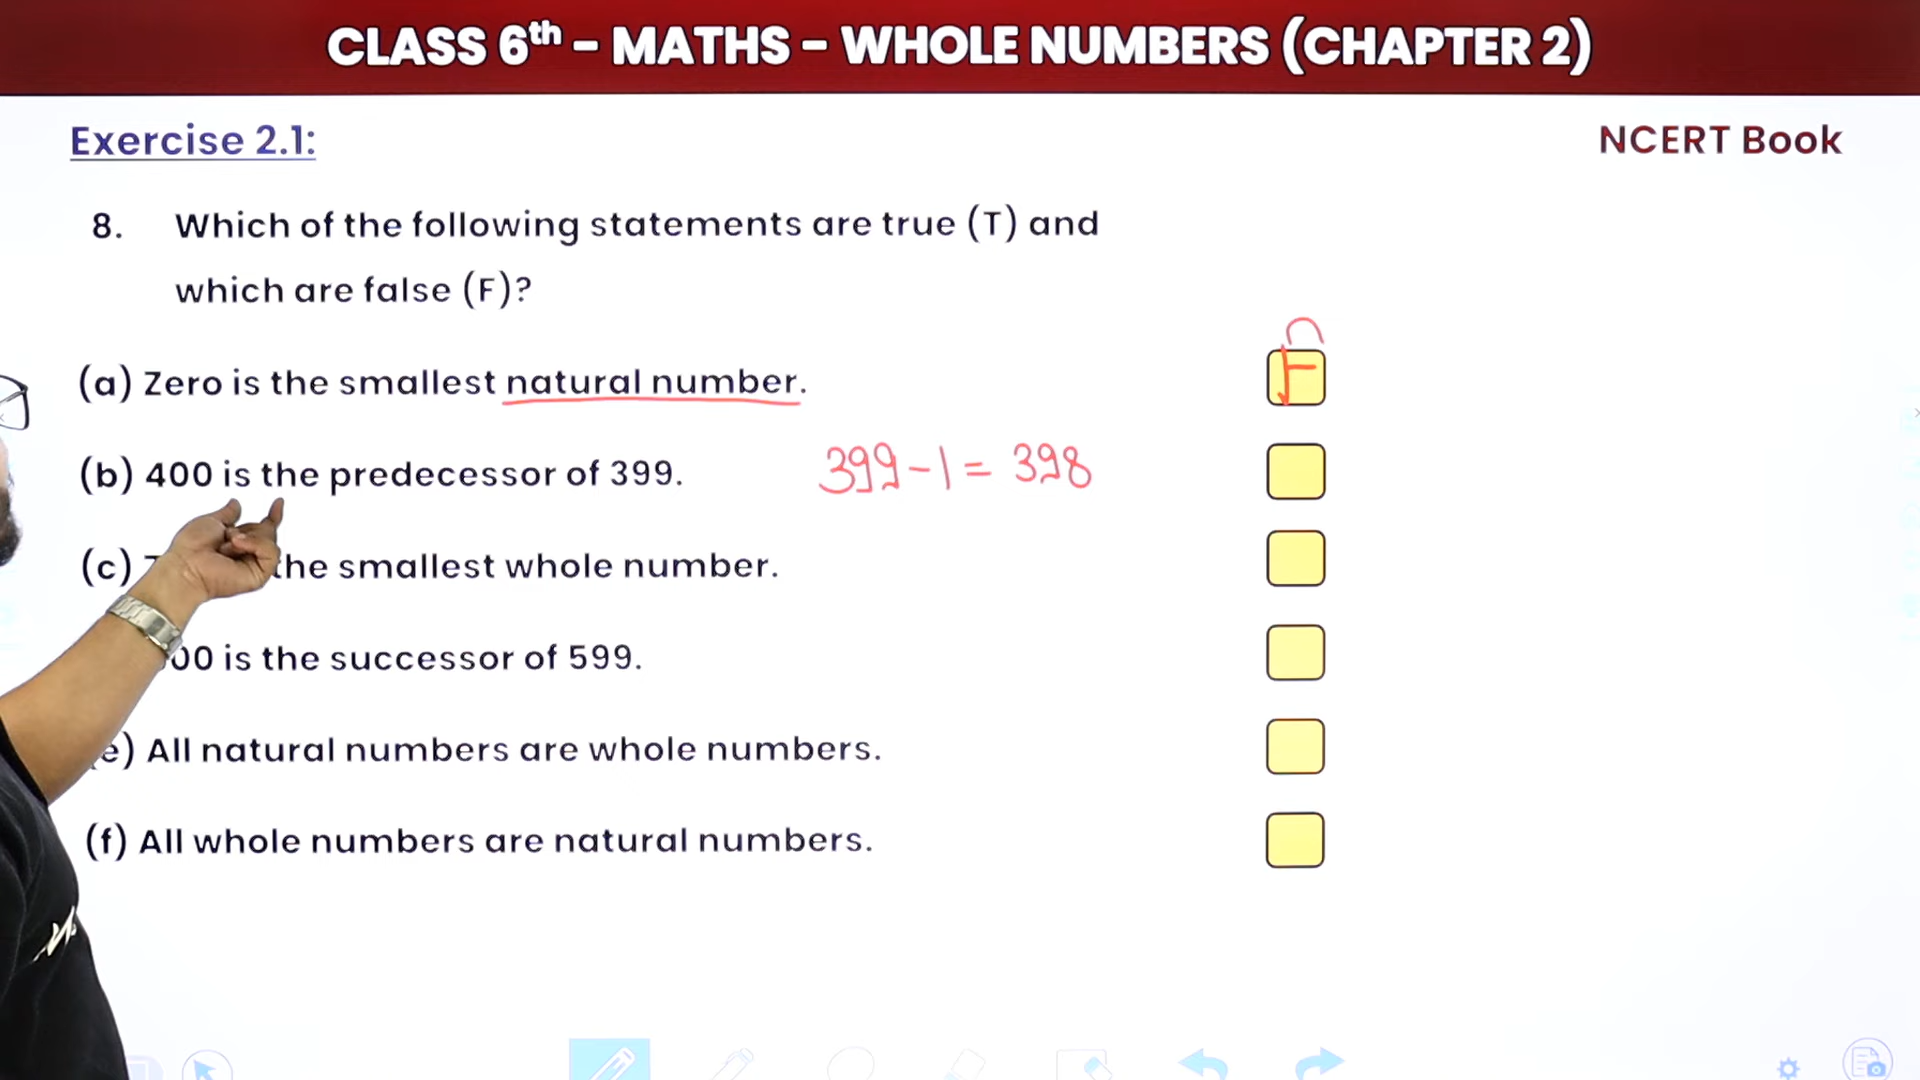 CLASS 6th - MATHS - WHOLE NUMBERS (CHAPTER 2)
Exercise 2.1:
NCERT Book
8. Which of the following statements are true (T) and
which are false (F)?
(a) Zero is the smallest natural number. F
(b) 400 is the predecessor of 399. 399-1 = 398
(c) the smallest whole number.
00 is the successor of 599.
e) All natural numbers are whole numbers.
(f) All whole numbers are natural numbers.